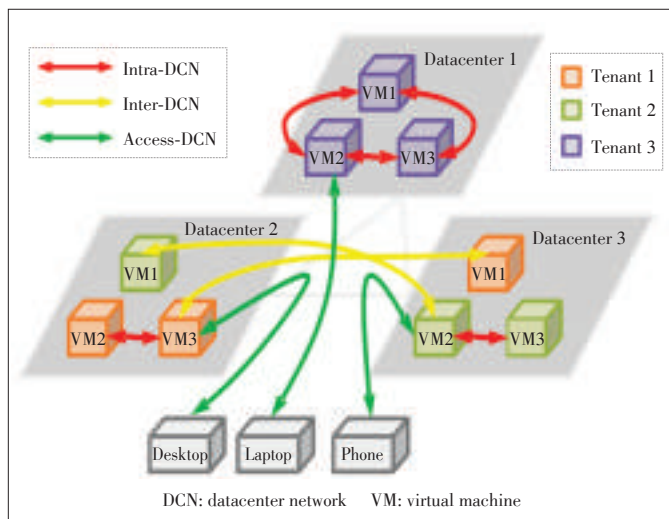 Intra-DCN
Inter-DCN
Access-DCN
Datacenter 1
Tenant 1
Tenant 2
Tenant 3
VM1
VM2
VM3
Datacenter 2
VM1
VM2
VM3
Datacenter 3
VM1
VM2
VM3
Desktop
Laptop
Phone
DCN: datacenter network VM: virtual machine